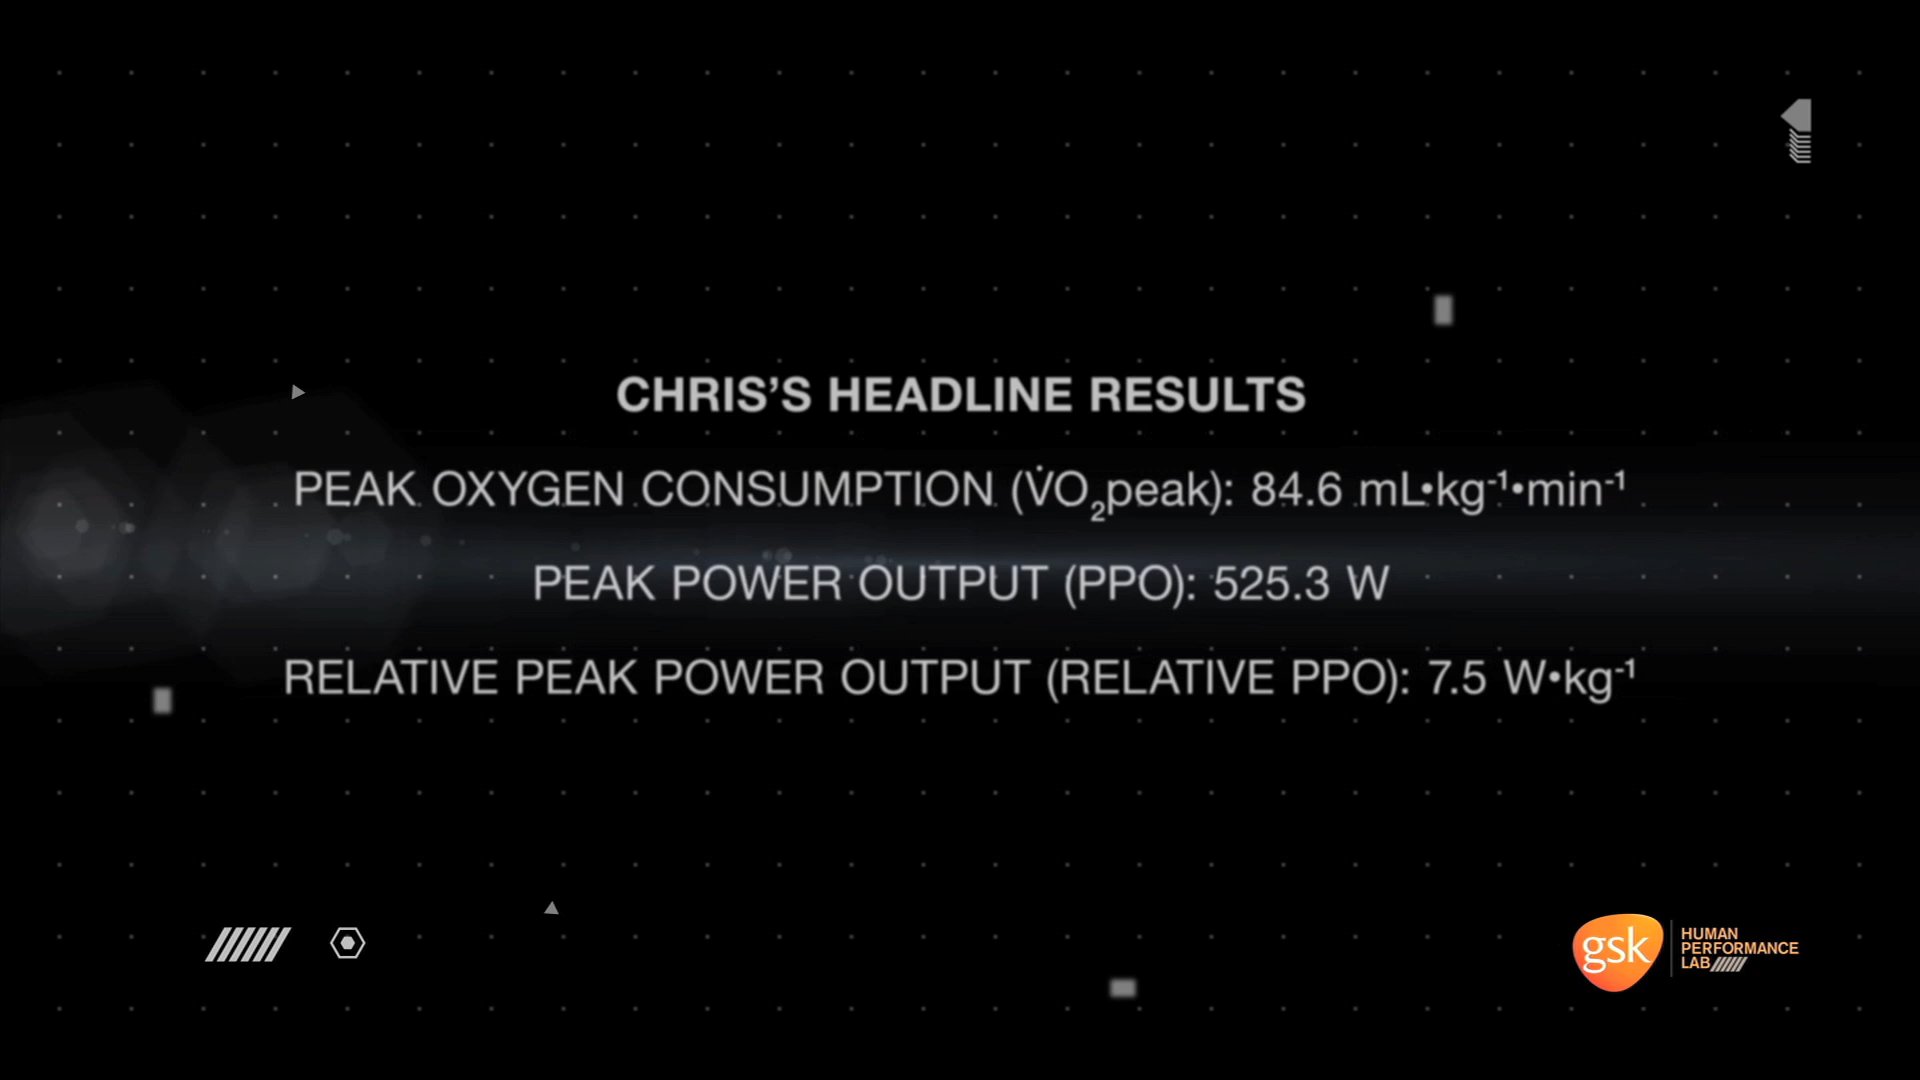 CHRIS’S HEADLINE RESULTS
PEAK OXYGEN CONSUMPTION (V̇O₂peak): 84.6 mL•kg⁻¹•min⁻¹
PEAK POWER OUTPUT (PPO): 525.3 W
RELATIVE PEAK POWER OUTPUT (RELATIVE PPO): 7.5 W•kg⁻¹
gsk
HUMAN
PERFORMANCE
LAB